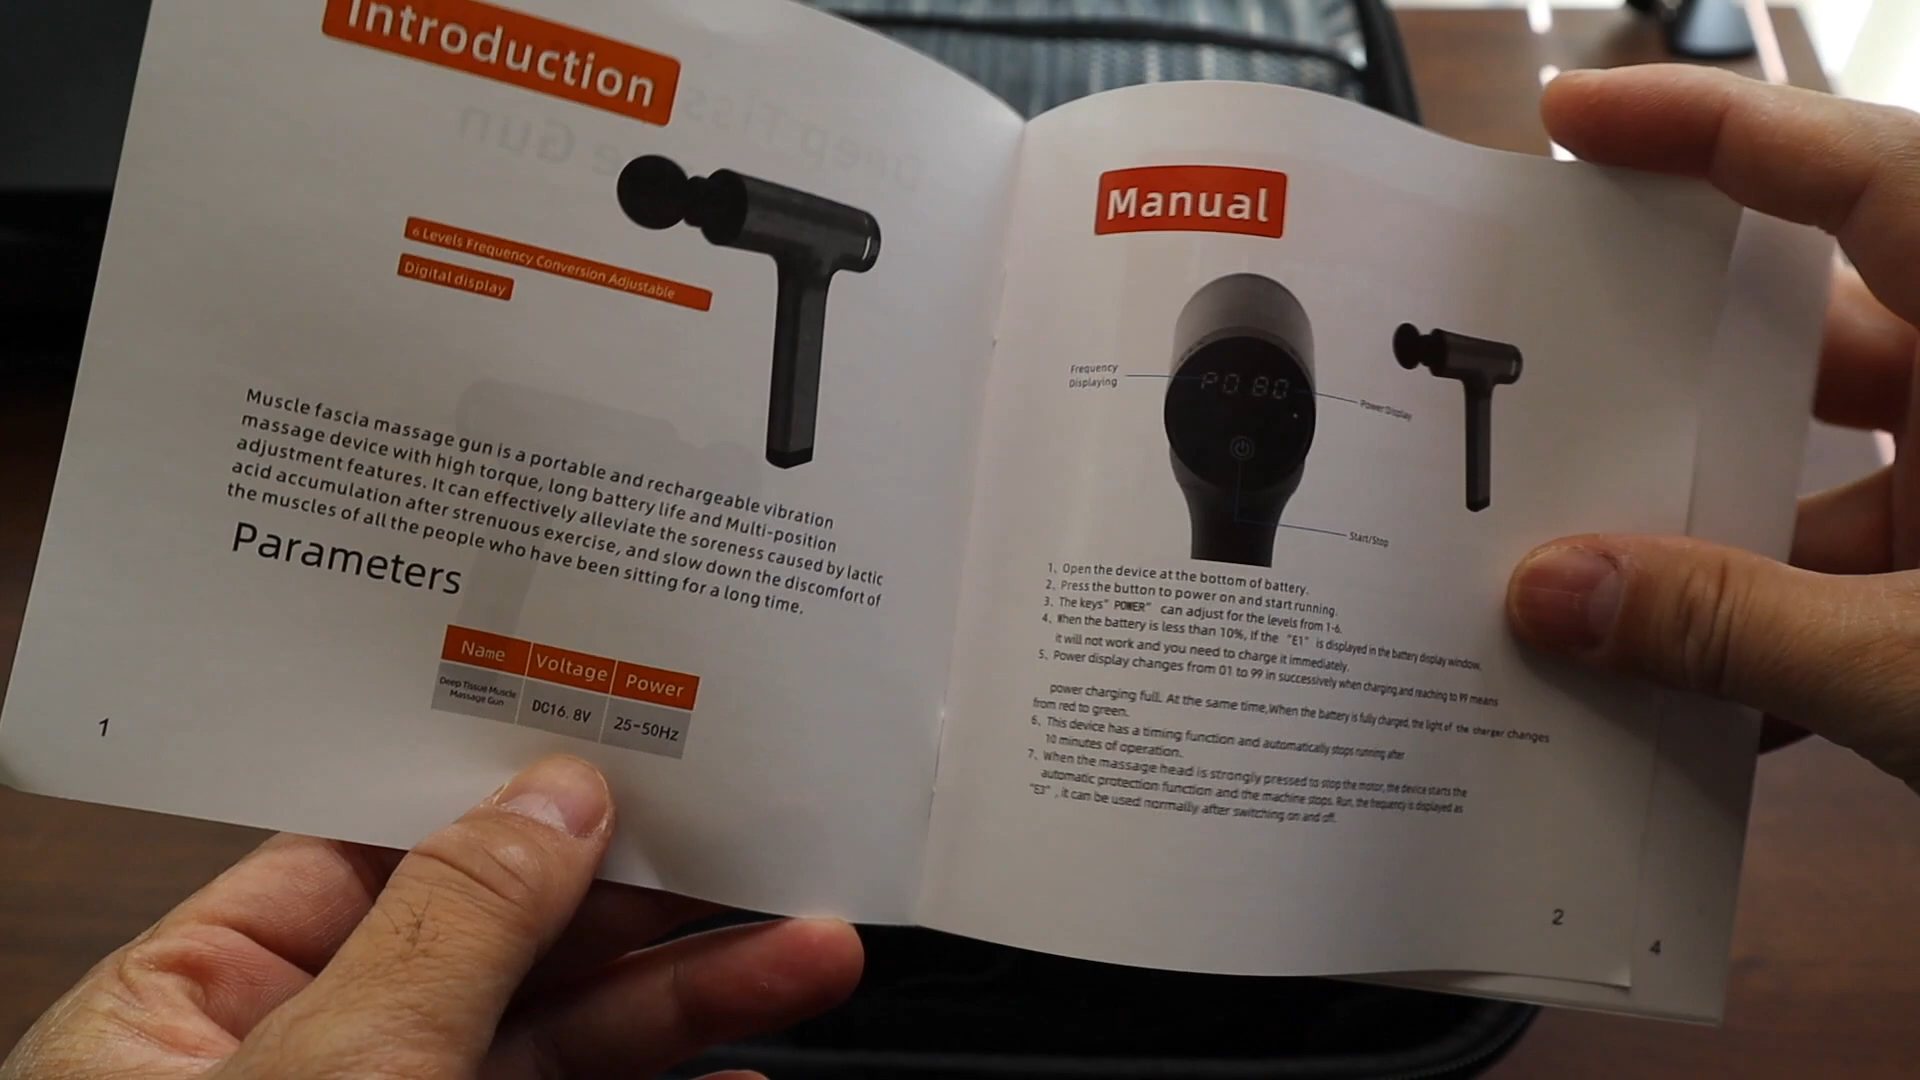 Introduction
6 Levels Frequency Conversion Adjustable
Digital display
Muscle fascia massage gun is a portable and rechargeable vibration
massage device with high torque, long battery life and Multi-position
adjustment features. It can effectively alleviate the soreness caused by lactic
acid accumulation after strenuous exercise, and slow down the discomfort of
the muscles of all the people who have been sitting for a long time.
Parameters
Name Voltage Power
Deep Tissue Muscle
Massage Gun
DC16.8V 25-50Hz
1
Manual
Frequency
Displaying
P0 80
Power Display
Start/Stop
1、Open the device at the bottom of battery.
2、Press the button to power on and start running.
3、The keys" POWER" can adjust for the levels from 1-6.
4、When the battery is less than 10%, if the "E1" is displayed in the battery display window,
it will not work and you need to charge it immediately.
5、Power display changes from 01 to 99 in successively when charging,and reaching to 99 means
power charging full. At the same time,When the battery is fully charged, the light of the charger changes
from red to green.
6、This device has a timing function and automatically stops running after
10 minutes of operation.
7、When the massage head is strongly pressed to stop the motor, the device starts the
automatic protection function and the machine stops. Run, the frequency is displayed as
"E3" , it can be used normally after switching on and off.
2
4
Deep Tiss
e Gun